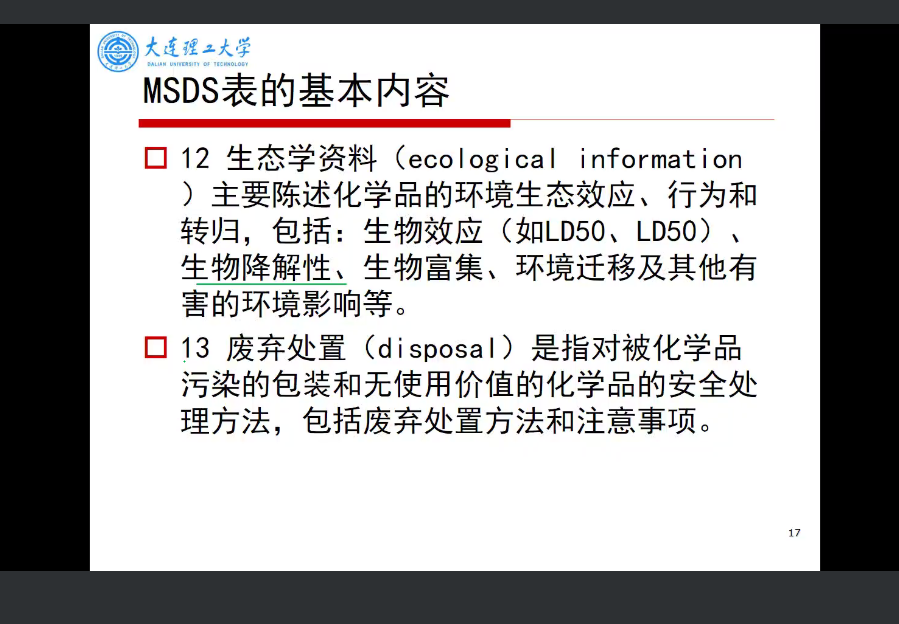 大连理工大学
DALIAN UNIVERSITY OF TECHNOLOGY
MSDS表的基本内容
12 生态学资料（ecological information
）主要陈述化学品的环境生态效应、行为和
转归，包括：生物效应（如LD50、LD50）、
生物降解性、生物富集、环境迁移及其他有
害的环境影响等。
13 废弃处置（disposal）是指对被化学品
污染的包装和无使用价值的化学品的安全处
理方法，包括废弃处置方法和注意事项。
17